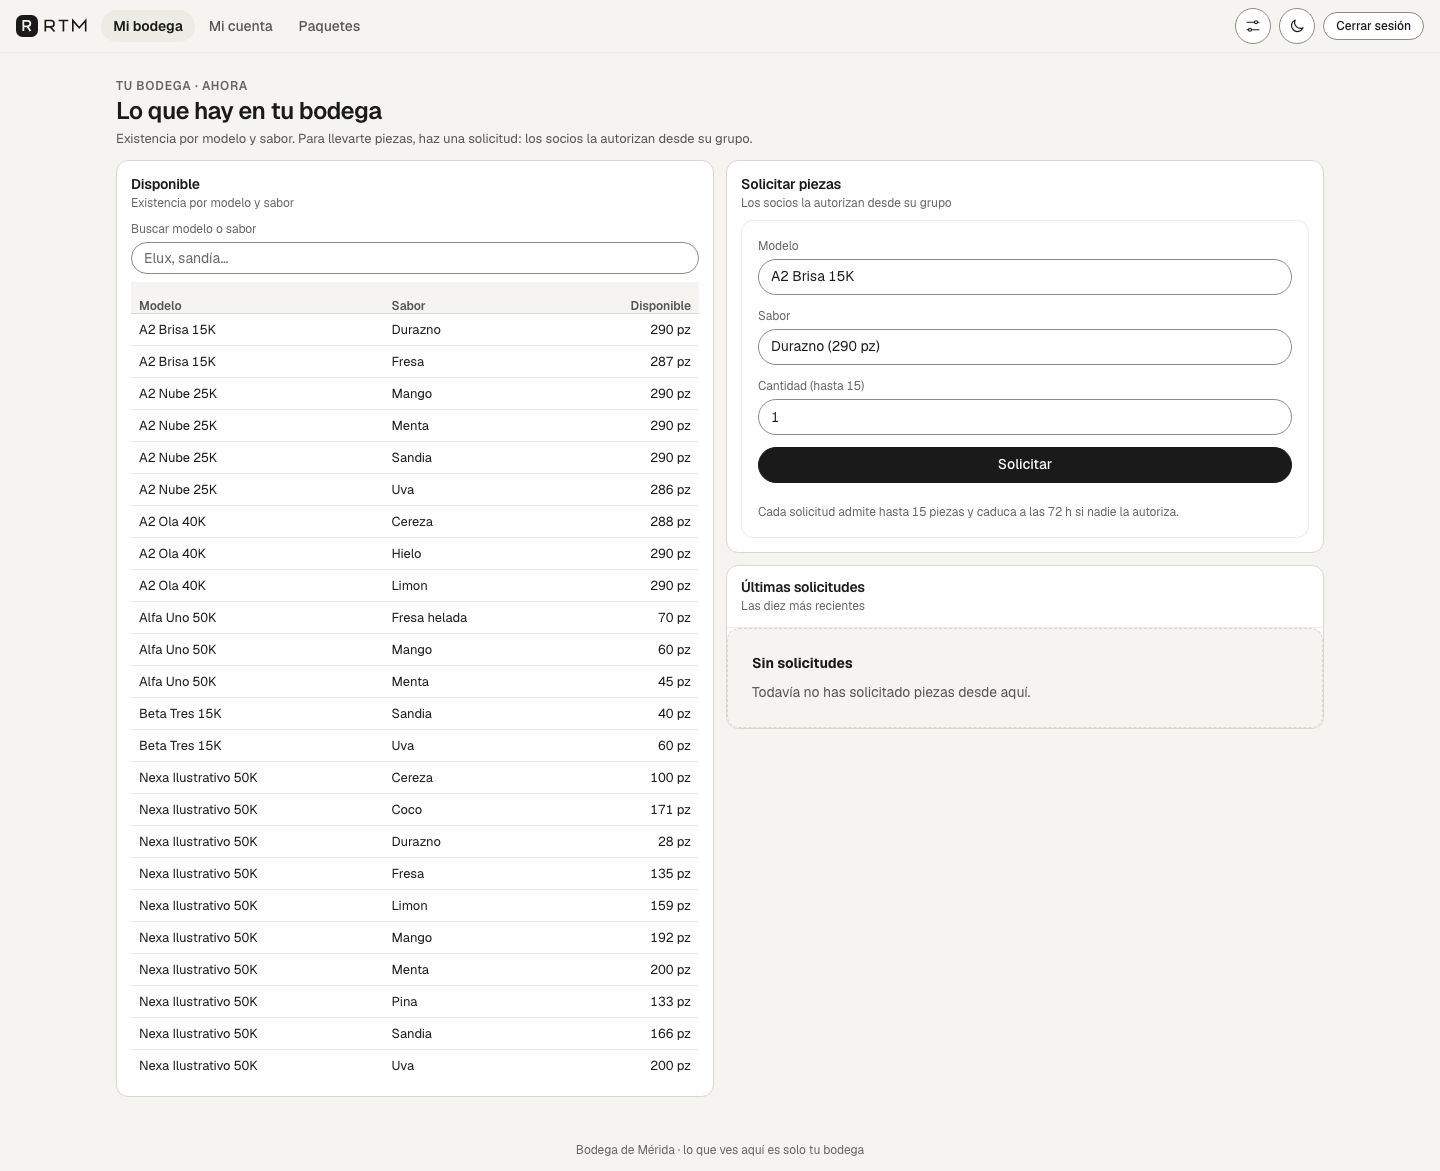 R RTM Mi bodega Mi cuenta Paquetes Cerrar sesión
TU BODEGA · AHORA
Lo que hay en tu bodega
Existencia por modelo y sabor. Para llevarte piezas, haz una solicitud: los socios la autorizan desde su grupo.
Disponible
Existencia por modelo y sabor
Buscar modelo o sabor
Elux, sandía...
Modelo Sabor Disponible
A2 Brisa 15K Durazno 290 pz
A2 Brisa 15K Fresa 287 pz
A2 Nube 25K Mango 290 pz
A2 Nube 25K Menta 290 pz
A2 Nube 25K Sandia 290 pz
A2 Nube 25K Uva 286 pz
A2 Ola 40K Cereza 288 pz
A2 Ola 40K Hielo 290 pz
A2 Ola 40K Limon 290 pz
Alfa Uno 50K Fresa helada 70 pz
Alfa Uno 50K Mango 60 pz
Alfa Uno 50K Menta 45 pz
Beta Tres 15K Sandia 40 pz
Beta Tres 15K Uva 60 pz
Nexa Ilustrativo 50K Cereza 100 pz
Nexa Ilustrativo 50K Coco 171 pz
Nexa Ilustrativo 50K Durazno 28 pz
Nexa Ilustrativo 50K Fresa 135 pz
Nexa Ilustrativo 50K Limon 159 pz
Nexa Ilustrativo 50K Mango 192 pz
Nexa Ilustrativo 50K Menta 200 pz
Nexa Ilustrativo 50K Pina 133 pz
Nexa Ilustrativo 50K Sandia 166 pz
Nexa Ilustrativo 50K Uva 200 pz
Solicitar piezas
Los socios la autorizan desde su grupo
Modelo
A2 Brisa 15K
Sabor
Durazno (290 pz)
Cantidad (hasta 15)
1
Solicitar
Cada solicitud admite hasta 15 piezas y caduca a las 72 h si nadie la autoriza.
Últimas solicitudes
Las diez más recientes
Sin solicitudes
Todavía no has solicitado piezas desde aquí.
Bodega de Mérida · lo que ves aquí es solo tu bodega